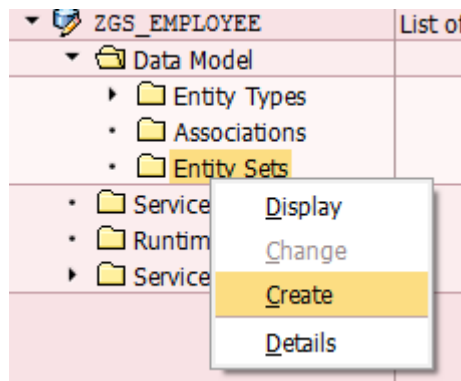 ZGS_EMPLOYEE List of
Data Model
Entity Types
Associations
Entity Sets
Service Display
Runtim Change
Service Create
Details